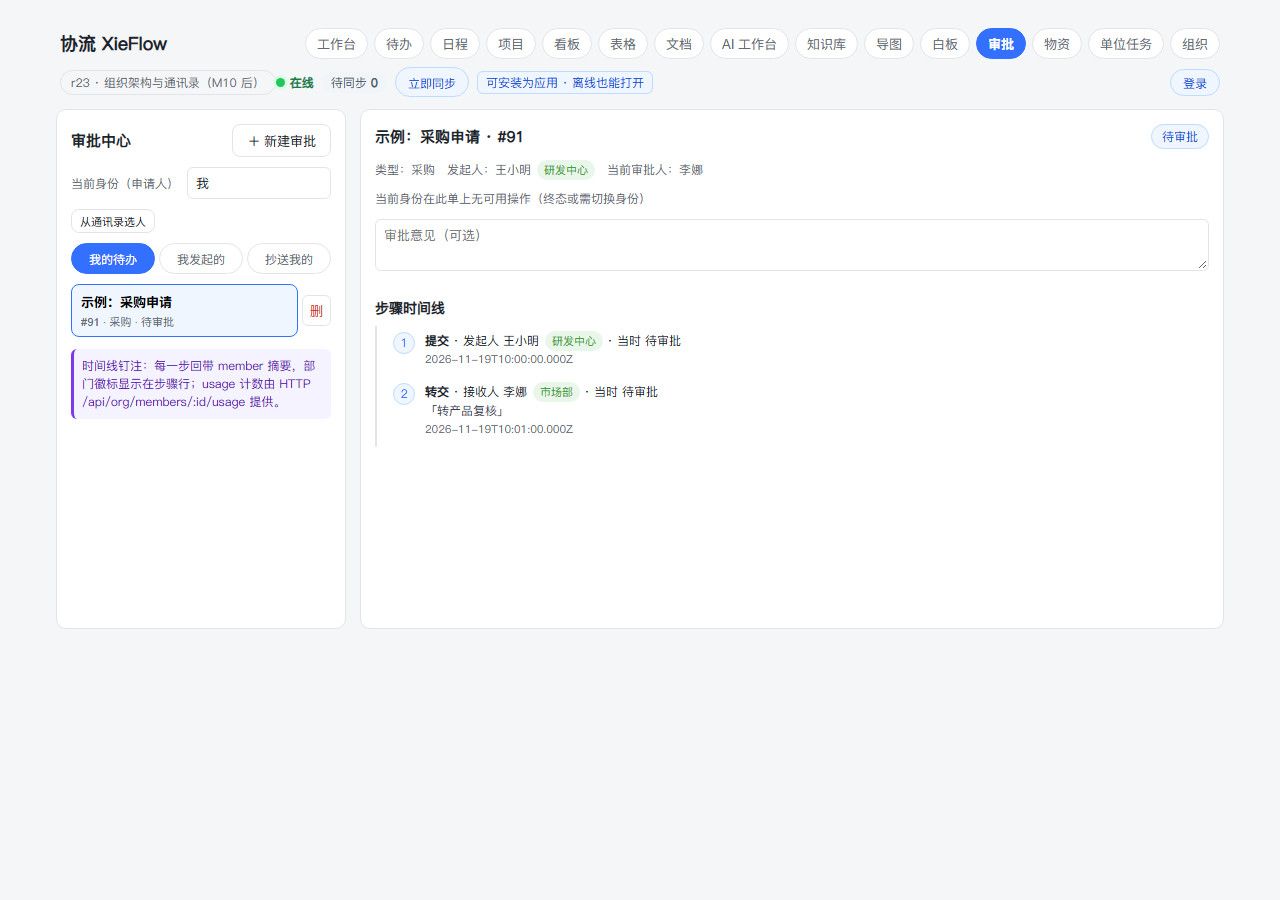 协流 XieFlow
工作台 待办 日程 项目 看板 表格 文档 AI 工作台 知识库 导图 白板 审批 物资 单位任务 组织
r23 · 组织架构与通讯录（M10 后） 在线 待同步 0 立即同步 可安装为应用 · 离线也能打开 登录
审批中心 ＋ 新建审批
当前身份（申请人） 我
从通讯录选人
我的待办 我发起的 抄送我的
示例：采购申请
#91 · 采购 · 待审批
删
时间线钉注：每一步回带 member 摘要，部
门徽标显示在步骤行；usage 计数由 HTTP
/api/org/members/:id/usage 提供。
示例：采购申请 · #91 待审批
类型：采购 发起人：王小明 研发中心 当前审批人：李娜
当前身份在此单上无可用操作（终态或需切换身份）
审批意见（可选）
步骤时间线
1 提交 · 发起人 王小明 研发中心 · 当时 待审批
2026-11-19T10:00:00.000Z
2 转交 · 接收人 李娜 市场部 · 当时 待审批
「转产品复核」
2026-11-19T10:01:00.000Z